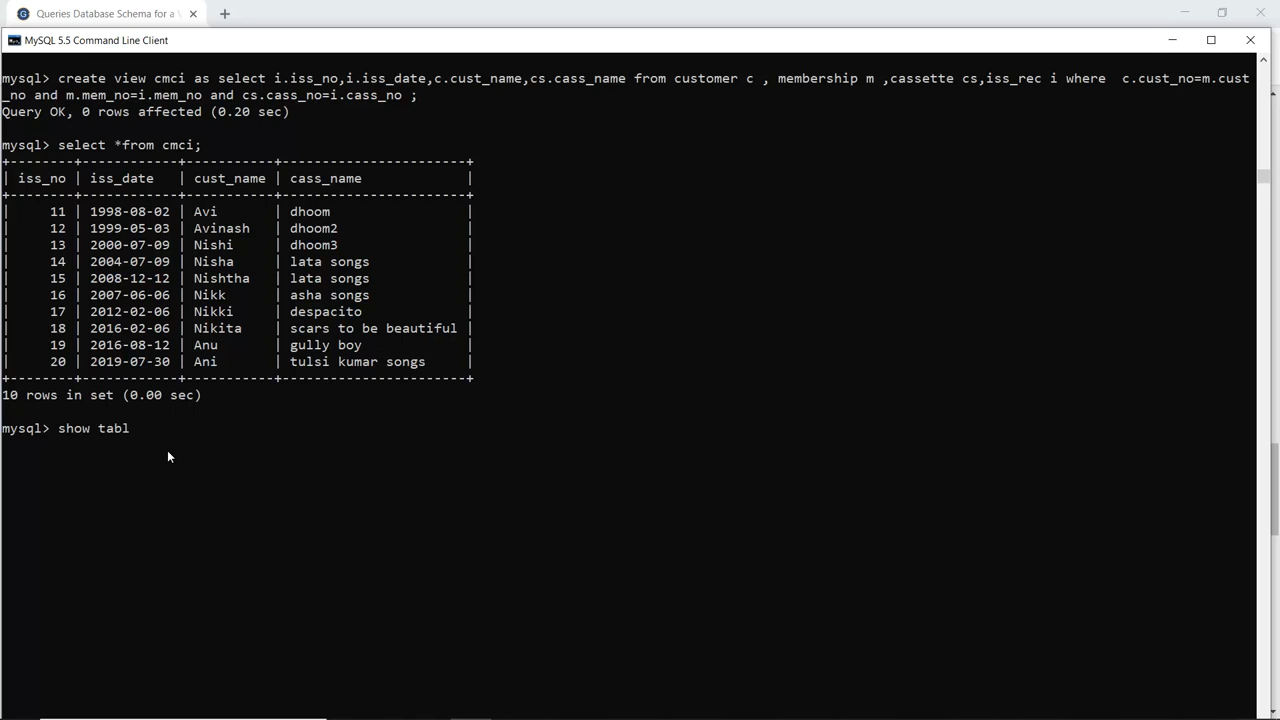 Queries Database Schema for a
MySQL 5.5 Command Line Client
mysql> create view cmci as select i.iss_no,i.iss_date,c.cust_name,cs.cass_name from customer c , membership m ,cassette cs,iss_rec i where  c.cust_no=m.cust
_no and m.mem_no=i.mem_no and cs.cass_no=i.cass_no ;
Query OK, 0 rows affected (0.20 sec)
mysql> select *from cmci;
+--------+------------+-----------+-----------------------+
| iss_no | iss_date   | cust_name | cass_name             |
+--------+------------+-----------+-----------------------+
|     11 | 1998-08-02 | Avi       | dhoom                 |
|     12 | 1999-05-03 | Avinash   | dhoom2                |
|     13 | 2000-07-09 | Nishi     | dhoom3                |
|     14 | 2004-07-09 | Nisha     | lata songs            |
|     15 | 2008-12-12 | Nishtha   | lata songs            |
|     16 | 2007-06-06 | Nikk      | asha songs            |
|     17 | 2012-02-06 | Nikki     | despacito             |
|     18 | 2016-02-06 | Nikita    | scars to be beautiful |
|     19 | 2016-08-12 | Anu       | gully boy             |
|     20 | 2019-07-30 | Ani       | tulsi kumar songs     |
+--------+------------+-----------+-----------------------+
10 rows in set (0.00 sec)
mysql> show tabl